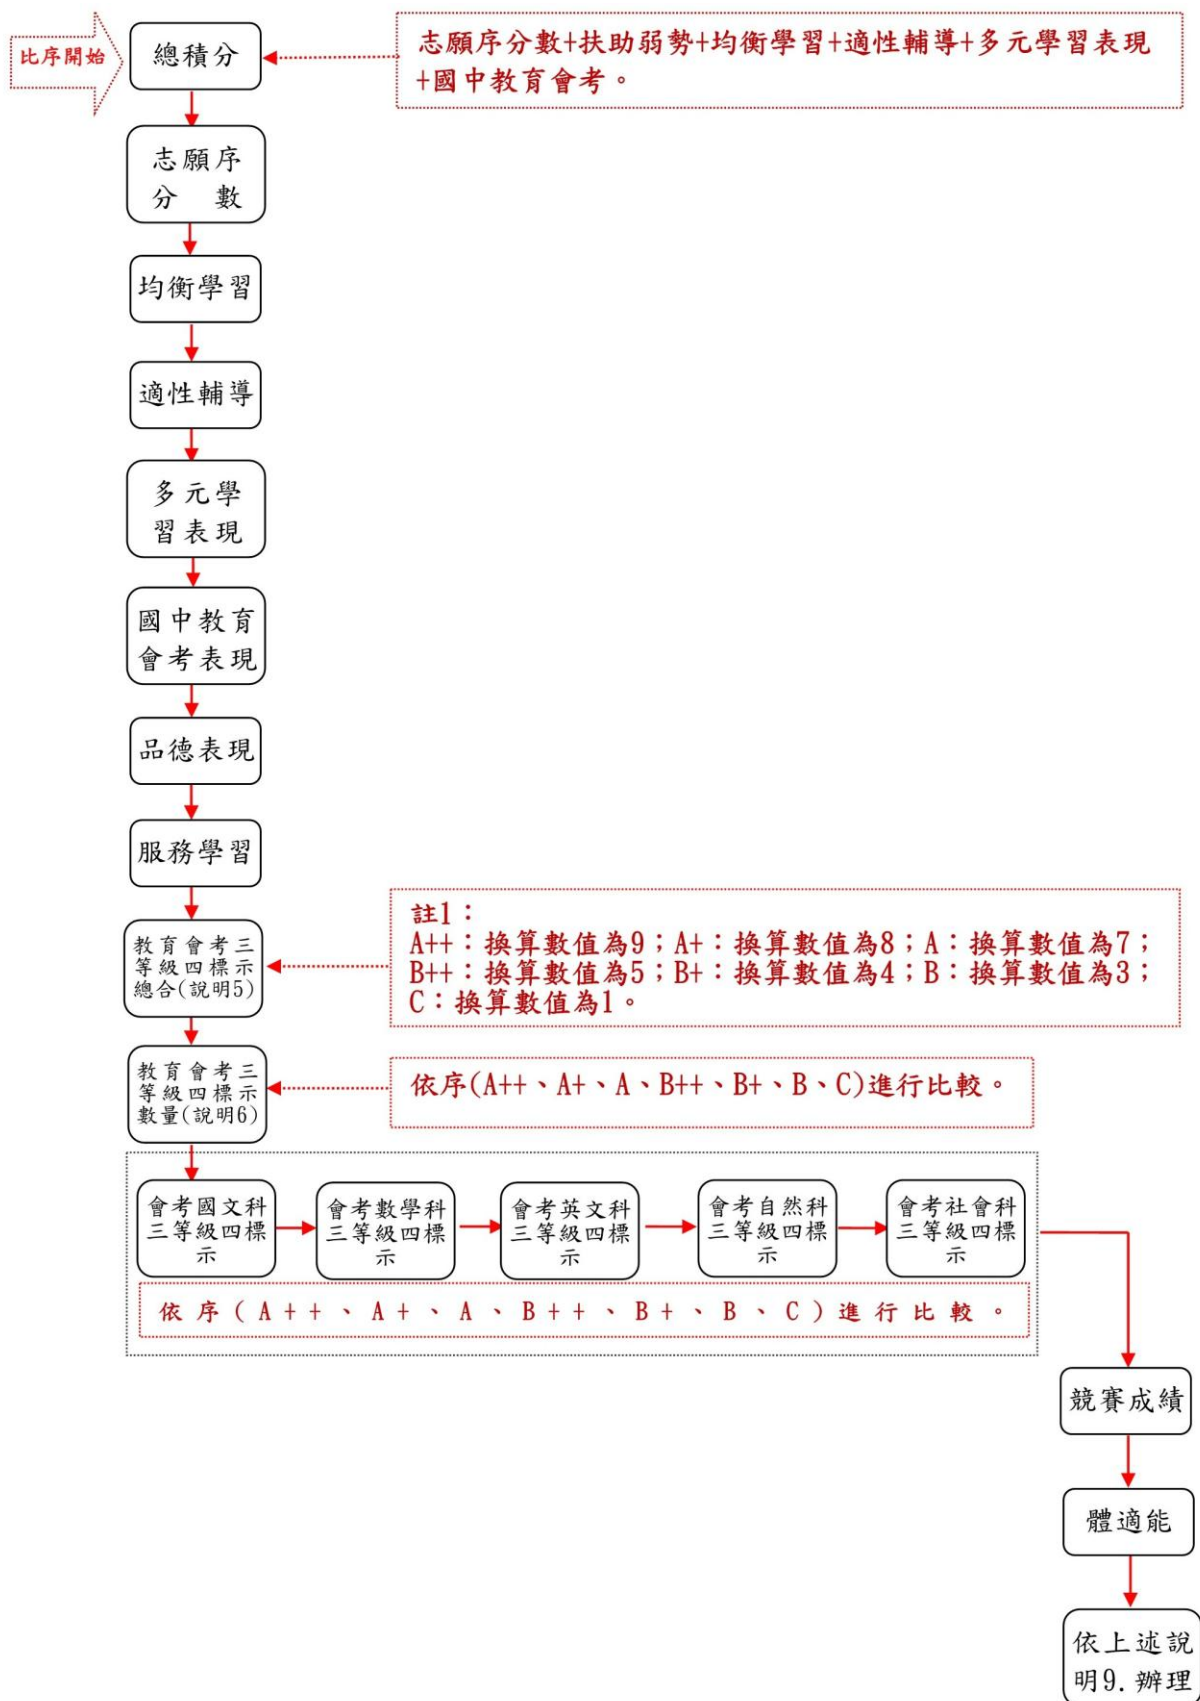 比序開始
總積分
志願序分數+扶助弱勢+均衡學習+適性輔導+多元學習表現
+國中教育會考。
志願序
分　數
均衡學習
適性輔導
多元學
習表現
國中教育
會考表現
品德表現
服務學習
教育會考三
等級四標示
總合(說明5)
註1：
A++：換算數值為9；A+：換算數值為8；A：換算數值為7；
B++：換算數值為5；B+：換算數值為4；B：換算數值為3；
C：換算數值為1。
教育會考三
等級四標示
數量(說明6)
依序(A++、A+、A、B++、B+、B、C)進行比較。
會考國文科
三等級四標
示
會考數學科
三等級四標
示
會考英文科
三等級四標
示
會考自然科
三等級四標
示
會考社會科
三等級四標
示
依序(A++、A+、A、B++、B+、B、C)進行比較。
競賽成績
體適能
依上述說
明9.辦理